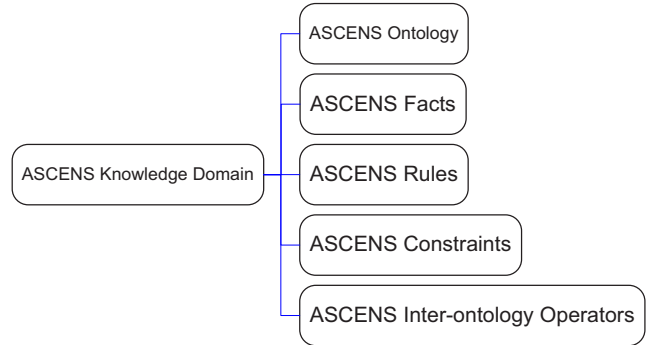 ASCENS Ontology
ASCENS Facts
ASCENS Knowledge Domain
ASCENS Rules
ASCENS Constraints
ASCENS Inter-ontology Operators